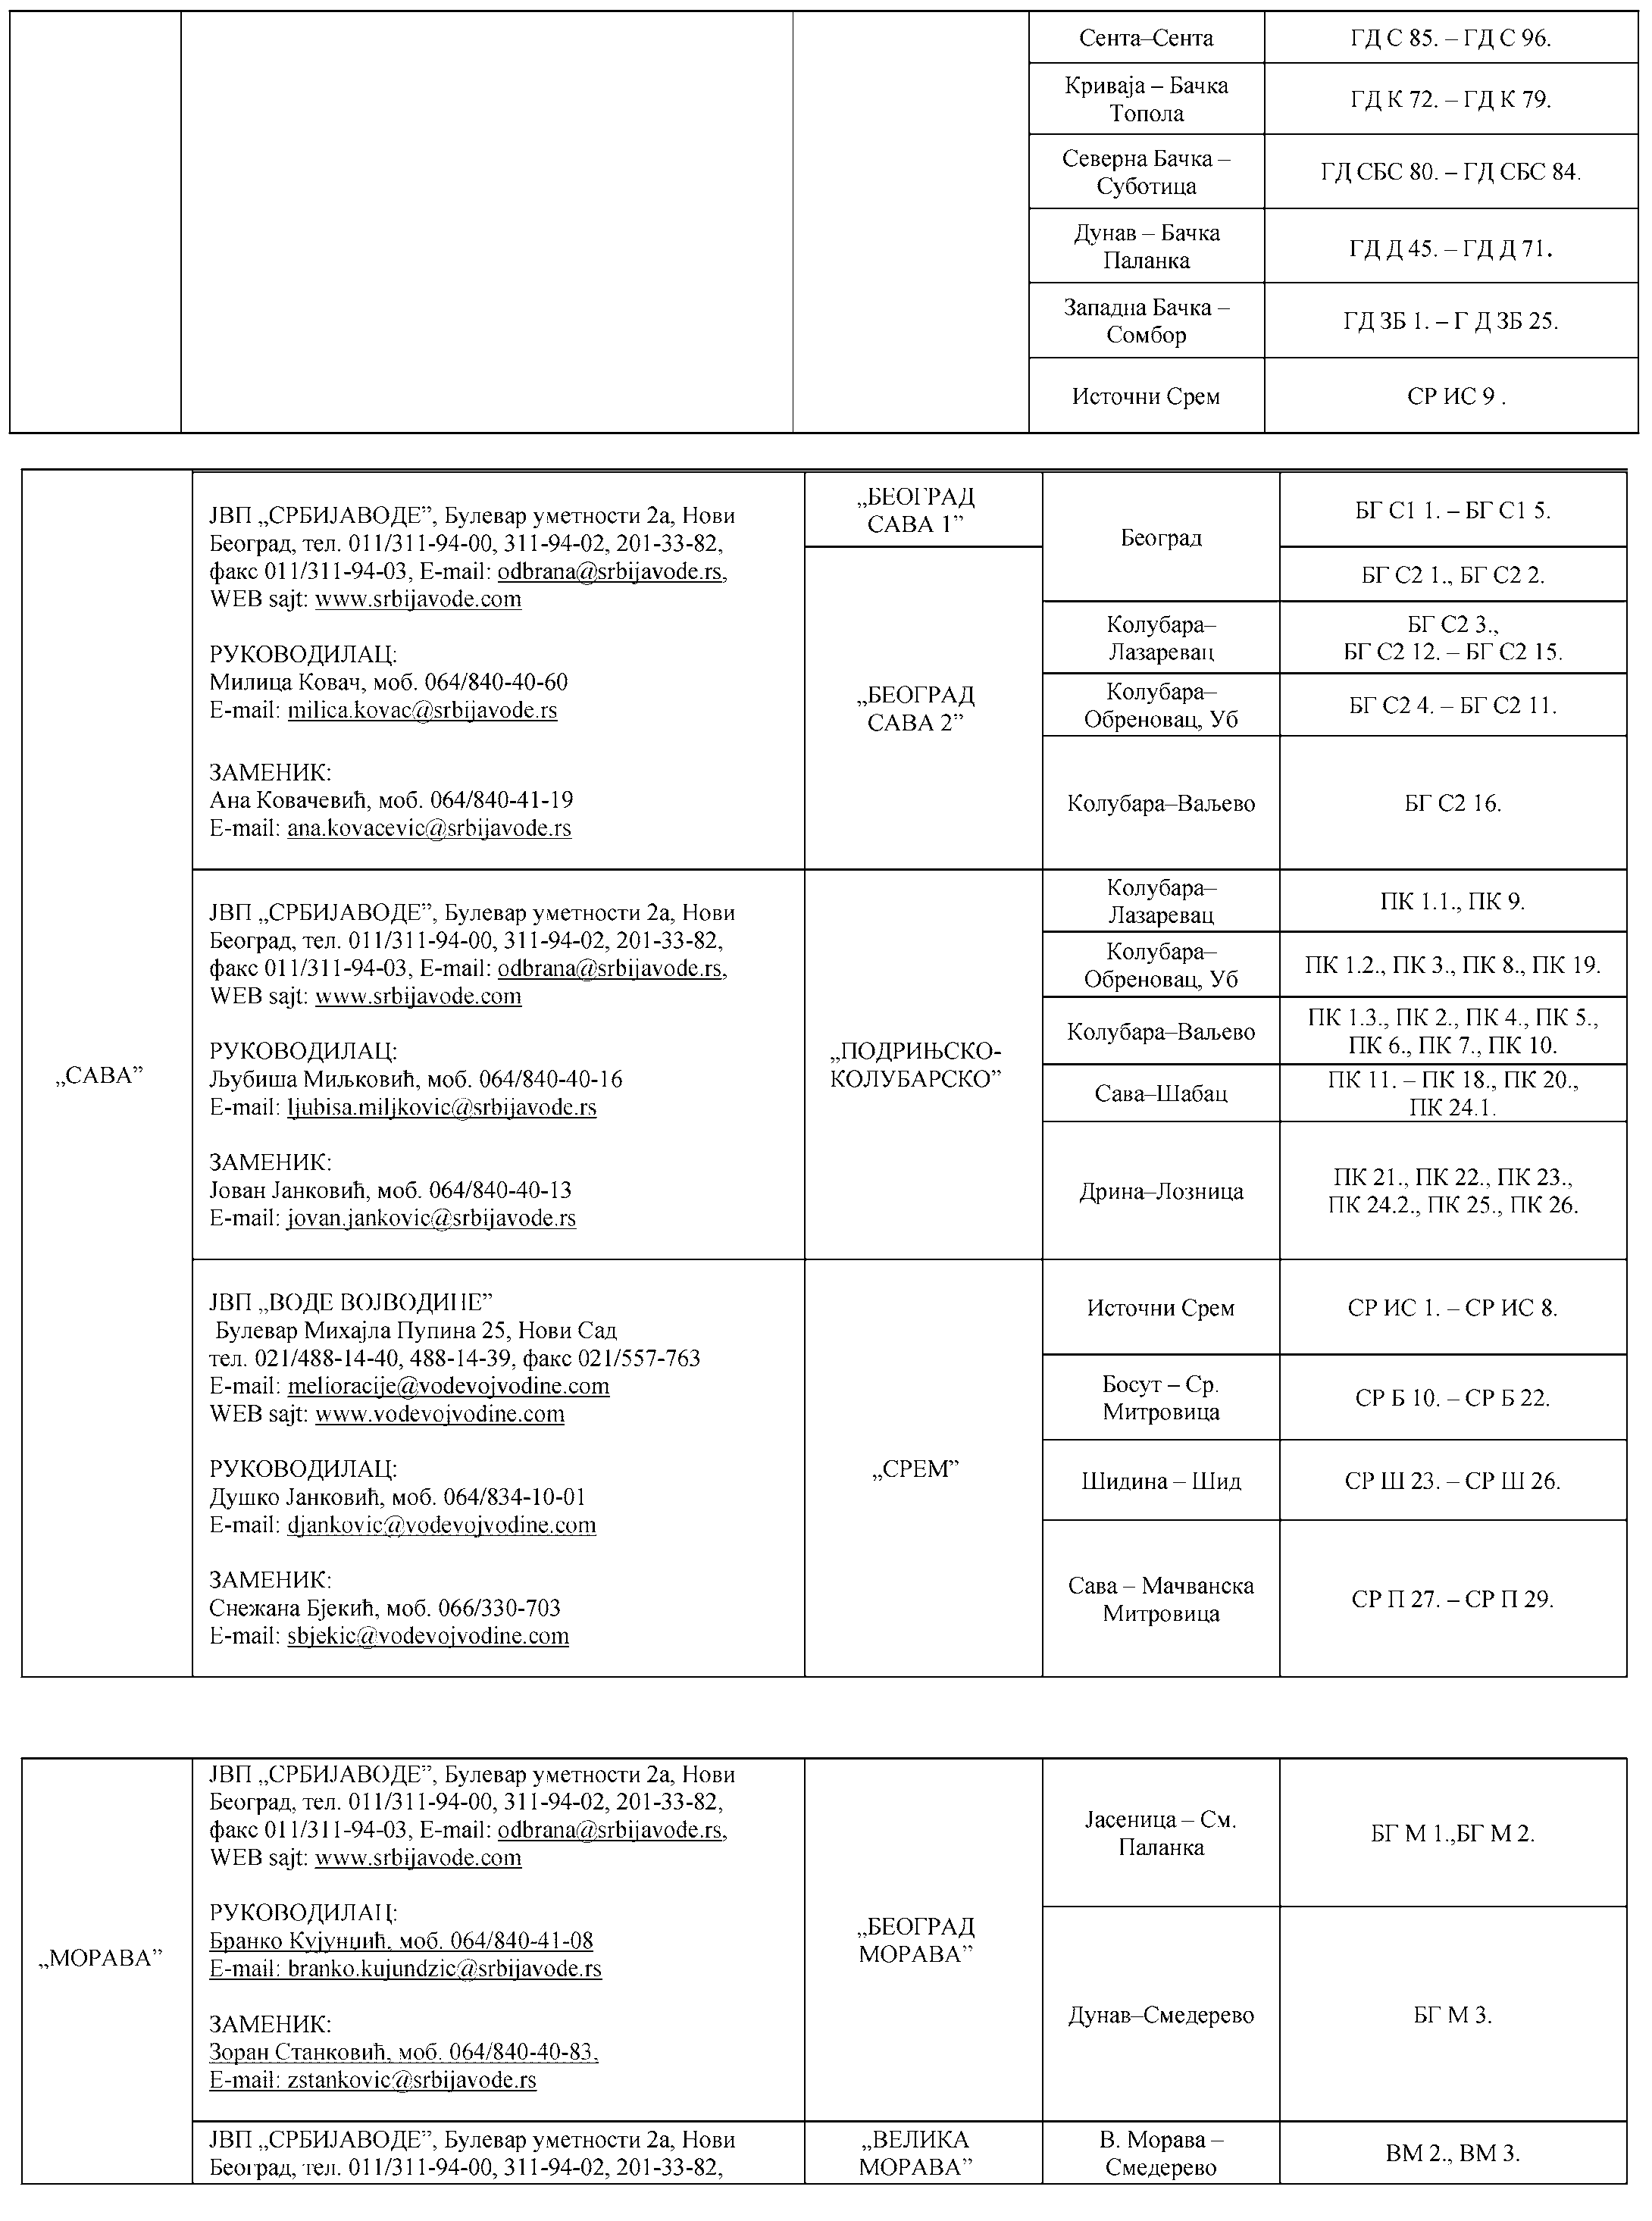 Сента–Сента
ГД С 85. – ГД С 96.
Криваја – Бачка
Топола
ГД К 72. – ГД К 79.
Северна Бачка –
Суботица
ГД СБС 80. – ГД СБС 84.
Дунав – Бачка
Паланка
ГД Д 45. – ГД Д 71.
Западна Бачка –
Сомбор
ГД ЗБ 1. – Г Д ЗБ 25.
Источни Срем
СР ИС 9 .
„САВА”
ЈВП „СРБИЈАВОДЕ”, Булевар уметности 2а, Нови
Београд, тел. 011/311-94-00, 311-94-02, 201-33-82,
факс 011/311-94-03, E-mail: odbrana@srbijavode.rs,
WEB sajt: www.srbijavode.com
РУКОВОДИЛАЦ:
Милица Ковач, моб. 064/840-40-60
E-mail: milica.kovac@srbijavode.rs
ЗАМЕНИК:
Ана Ковачевић, моб. 064/840-41-19
E-mail: ana.kovacevic@srbijavode.rs
„БЕОГРАД
САВА 1”
Београд
БГ С1 1. – БГ С1 5.
„БЕОГРАД
САВА 2”
БГ С2 1., БГ С2 2.
Колубара–
Лазаревац
БГ С2 3.,
БГ С2 12. – БГ С2 15.
Колубара–
Обреновац, Уб
БГ С2 4. – БГ С2 11.
Колубара–Ваљево
БГ С2 16.
ЈВП „СРБИЈАВОДЕ”, Булевар уметности 2а, Нови
Београд, тел. 011/311-94-00, 311-94-02, 201-33-82,
факс 011/311-94-03, E-mail: odbrana@srbijavode.rs,
WEB sajt: www.srbijavode.com
РУКОВОДИЛАЦ:
Љубиша Миљковић, моб. 064/840-40-16
E-mail: ljubisa.miljkovic@srbijavode.rs
ЗАМЕНИК:
Јован Јанковић, моб. 064/840-40-13
E-mail: jovan.jankovic@srbijavode.rs
„ПОДРИЊСКО-
КОЛУБАРСКО”
Колубара–
Лазаревац
ПК 1.1., ПК 9.
Колубара–
Обреновац, Уб
ПК 1.2., ПК 3., ПК 8., ПК 19.
Колубара–Ваљево
ПК 1.3., ПК 2., ПК 4., ПК 5.,
ПК 6., ПК 7., ПК 10.
Сава–Шабац
ПК 11. – ПК 18., ПК 20.,
ПК 24.1.
Дрина–Лозница
ПК 21., ПК 22., ПК 23.,
ПК 24.2., ПК 25., ПК 26.
ЈВП „ВОДЕ ВОЈВОДИНЕ”
Булевар Михајла Пупина 25, Нови Сад
тел. 021/488-14-40, 488-14-39, факс 021/557-763
E-mail: melioracije@vodevojvodine.com
WEB sajt: www.vodevojvodine.com
РУКОВОДИЛАЦ:
Душко Јанковић, моб. 064/834-10-01
E-mail: djankovic@vodevojvodine.com
ЗАМЕНИК:
Снежана Бјекић, моб. 066/330-703
E-mail: sbjekic@vodevojvodine.com
„СРЕМ”
Источни Срем
СР ИС 1. – СР ИС 8.
Босут – Ср.
Митровица
СР Б 10. – СР Б 22.
Шидина – Шид
СР Ш 23. – СР Ш 26.
Сава – Мачванска
Митровица
СР П 27. – СР П 29.
„МОРАВА”
ЈВП „СРБИЈАВОДЕ”, Булевар уметности 2а, Нови
Београд, тел. 011/311-94-00, 311-94-02, 201-33-82,
факс 011/311-94-03, E-mail: odbrana@srbijavode.rs,
WEB sajt: www.srbijavode.com
РУКОВОДИЛАЦ:
Бранко Кујунџић, моб. 064/840-41-08
E-mail: branko.kujundzic@srbijavode.rs
ЗАМЕНИК:
Зоран Станковић, моб. 064/840-40-83,
E-mail: zstankovic@srbijavode.rs
„БЕОГРАД
МОРАВА”
Јасеница – См.
Паланка
БГ М 1.,БГ М 2.
Дунав–Смедерево
БГ М 3.
ЈВП „СРБИЈАВОДЕ”, Булевар уметности 2а, Нови
Београд, тел. 011/311-94-00, 311-94-02, 201-33-82,
„ВЕЛИКА
МОРАВА”
В. Морава –
Смедерево
ВМ 2., ВМ 3.